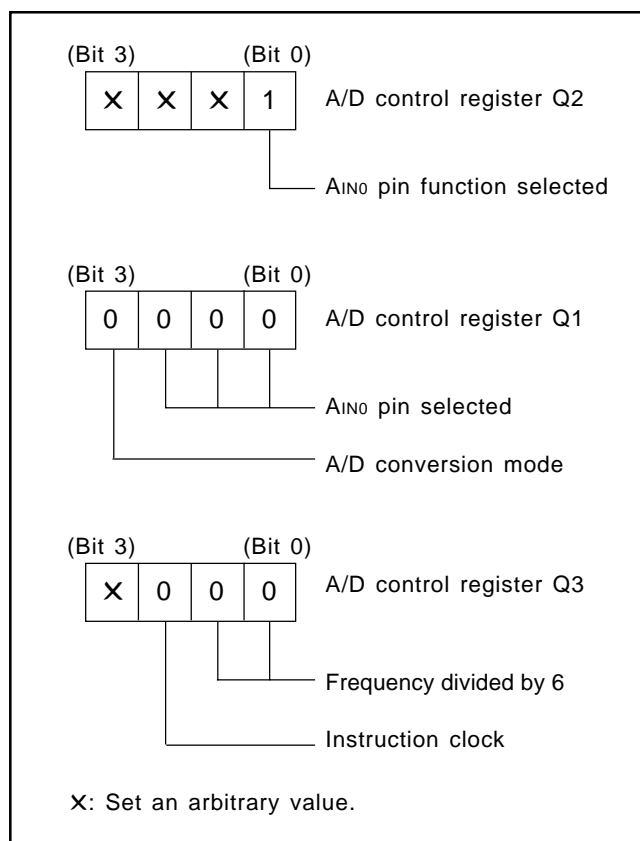 (Bit 3) (Bit 0)
X X X 1 A/D control register Q2
AIN0 pin function selected
(Bit 3) (Bit 0)
0 0 0 0 A/D control register Q1
AIN0 pin selected
A/D conversion mode
(Bit 3) (Bit 0)
X 0 0 0 A/D control register Q3
Frequency divided by 6
Instruction clock
X: Set an arbitrary value.